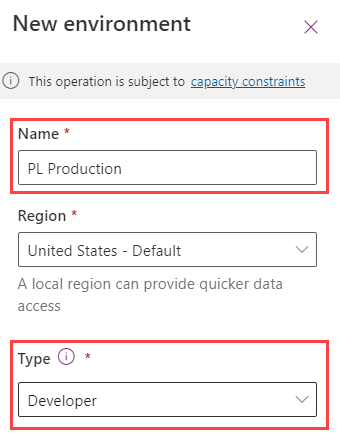 New environment
This operation is subject to capacity constraints
Name *
PL Production
Region *
United States - Default
A local region can provide quicker data
access
Type *
Developer